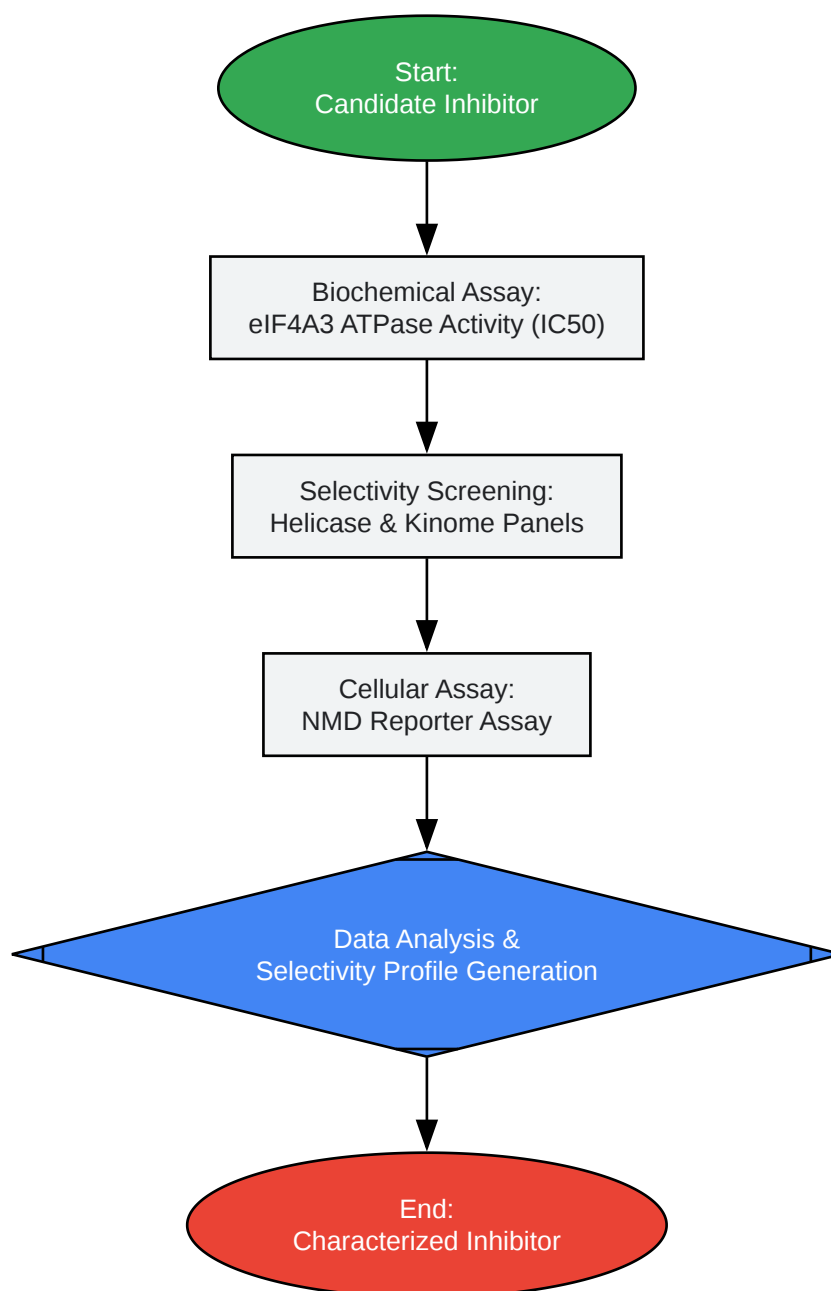 Start:
Candidate Inhibitor
Biochemical Assay:
eIF4A3 ATPase Activity (IC50)
Selectivity Screening:
Helicase & Kinome Panels
Cellular Assay:
NMD Reporter Assay
Data Analysis &
Selectivity Profile Generation
End:
Characterized Inhibitor